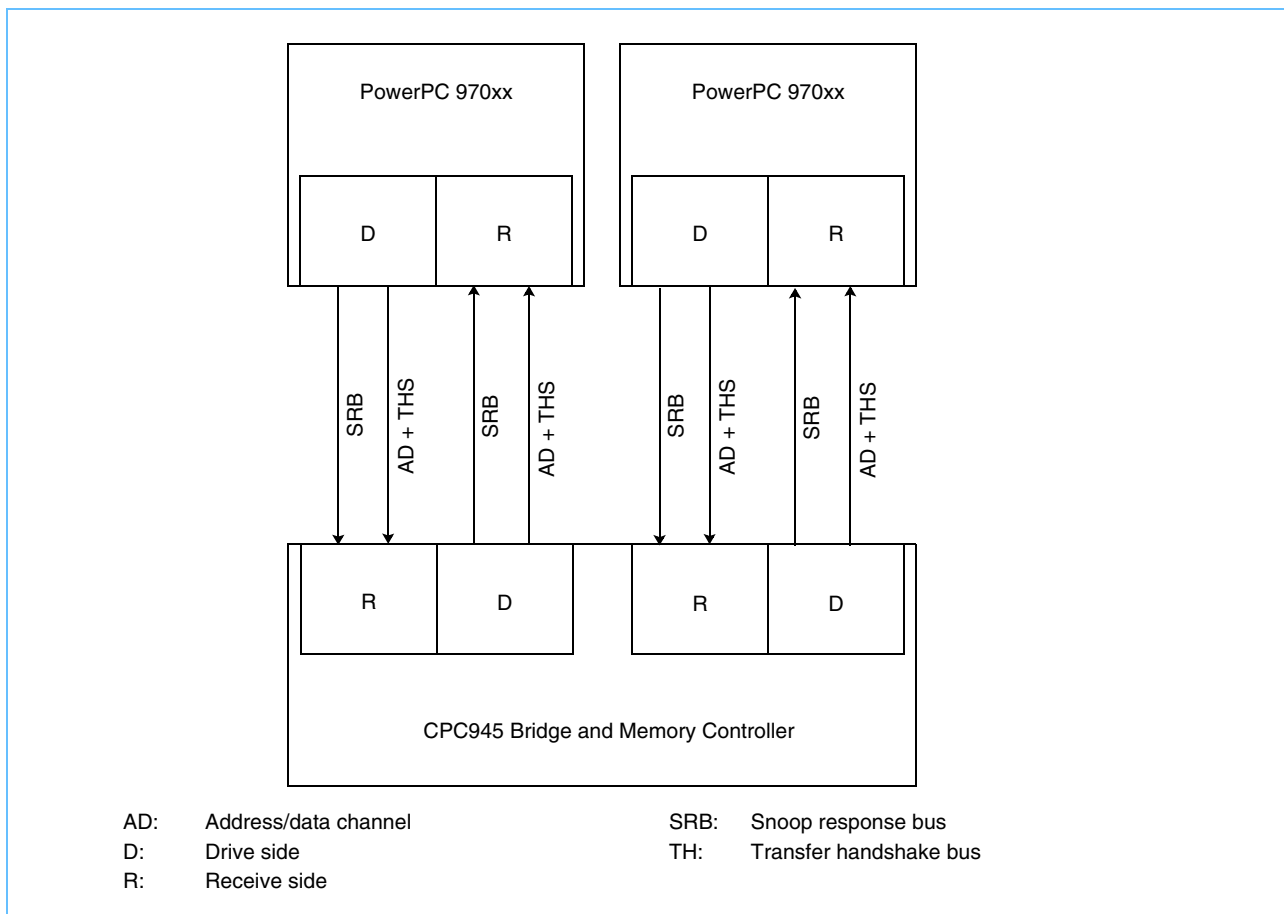 PowerPC 970xx PowerPC 970xx
D R D R
SRB AD + THS SRB AD + THS SRB AD + THS SRB AD + THS
R D R D
CPC945 Bridge and Memory Controller
AD: Address/data channel SRB: Snoop response bus
D: Drive side TH: Transfer handshake bus
R: Receive side